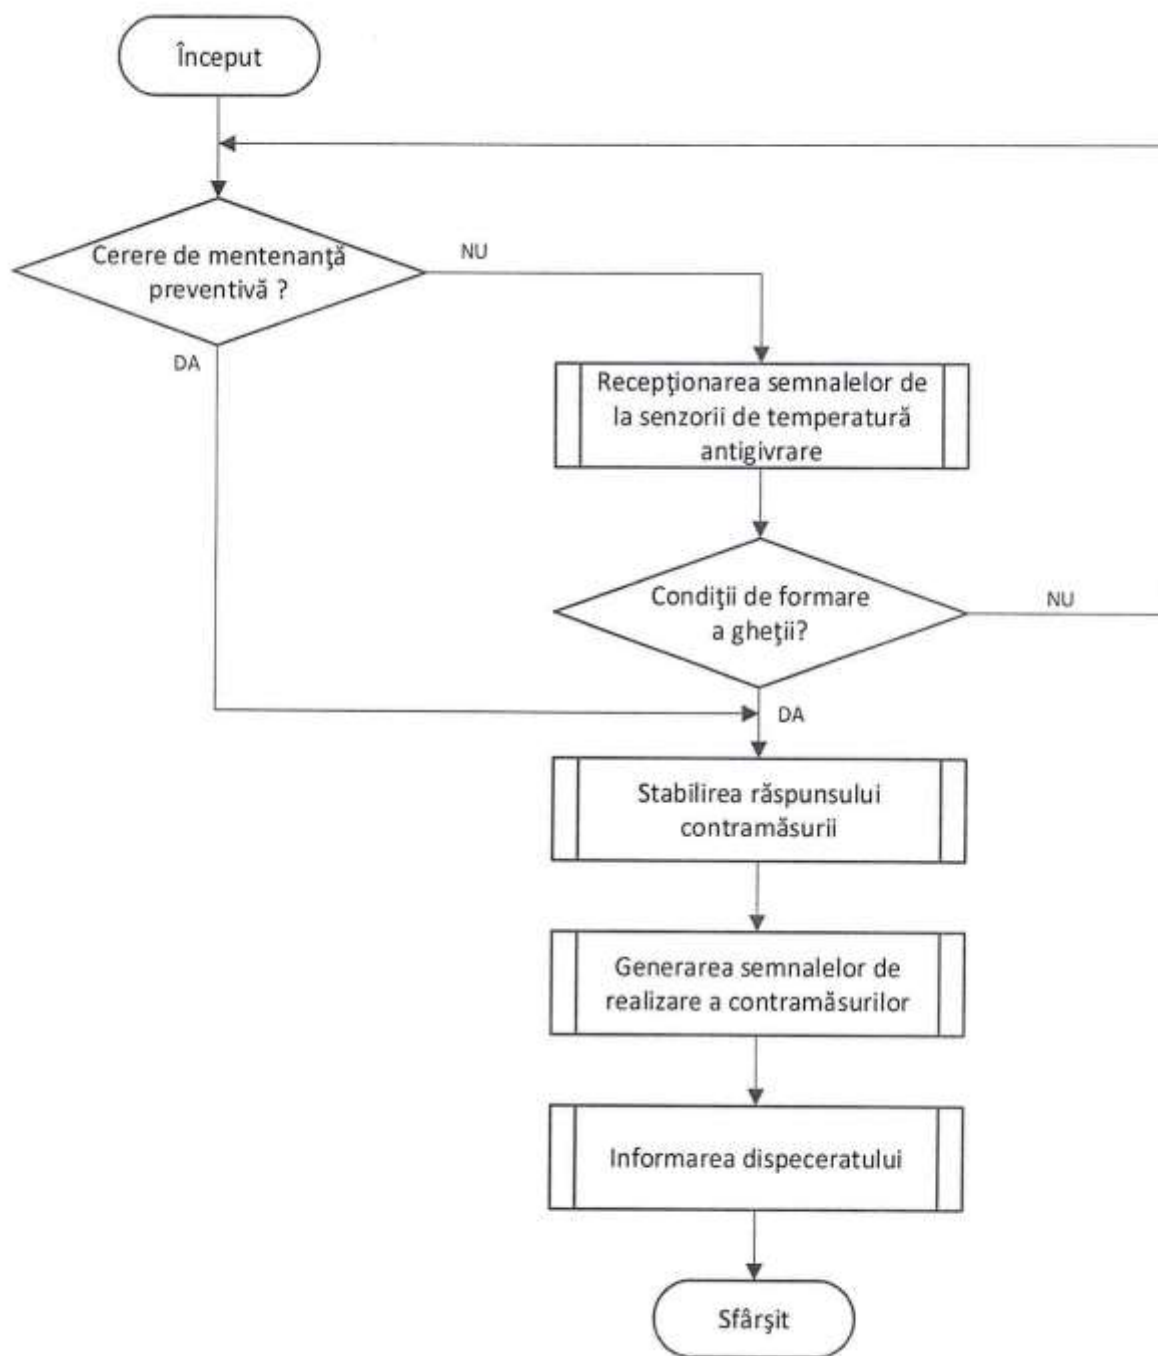 Început
Cerere de mentenanţă
preventivă ?
NU
DA
Recepţionarea semnalelor de
la senzorii de temperatură
antigivrare
Condiţii de formare
a gheţii?
NU
DA
Stabilirea răspunsului
contramăsurii
Generarea semnalelor de
realizare a contramăsurilor
Informarea dispeceratului
Sfârşit